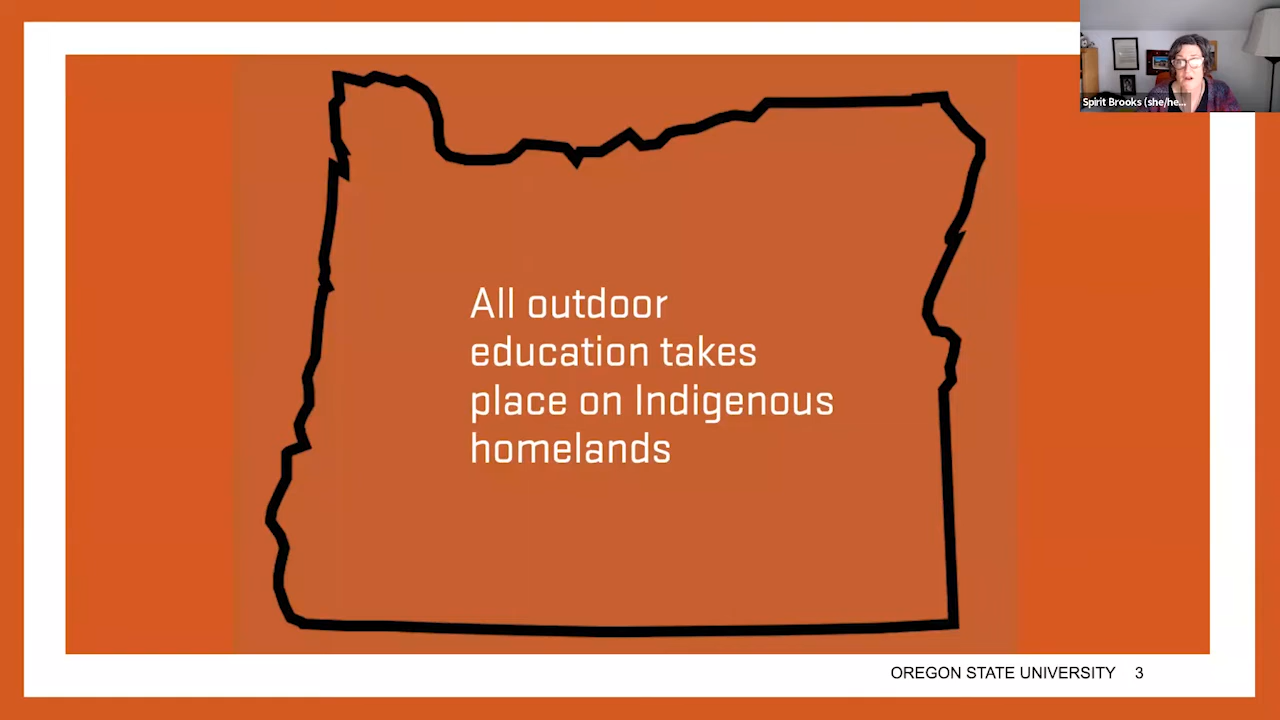 Spirit Brooks (she/he...
All outdoor
education takes
place on Indigenous
homelands
OREGON STATE UNIVERSITY 3